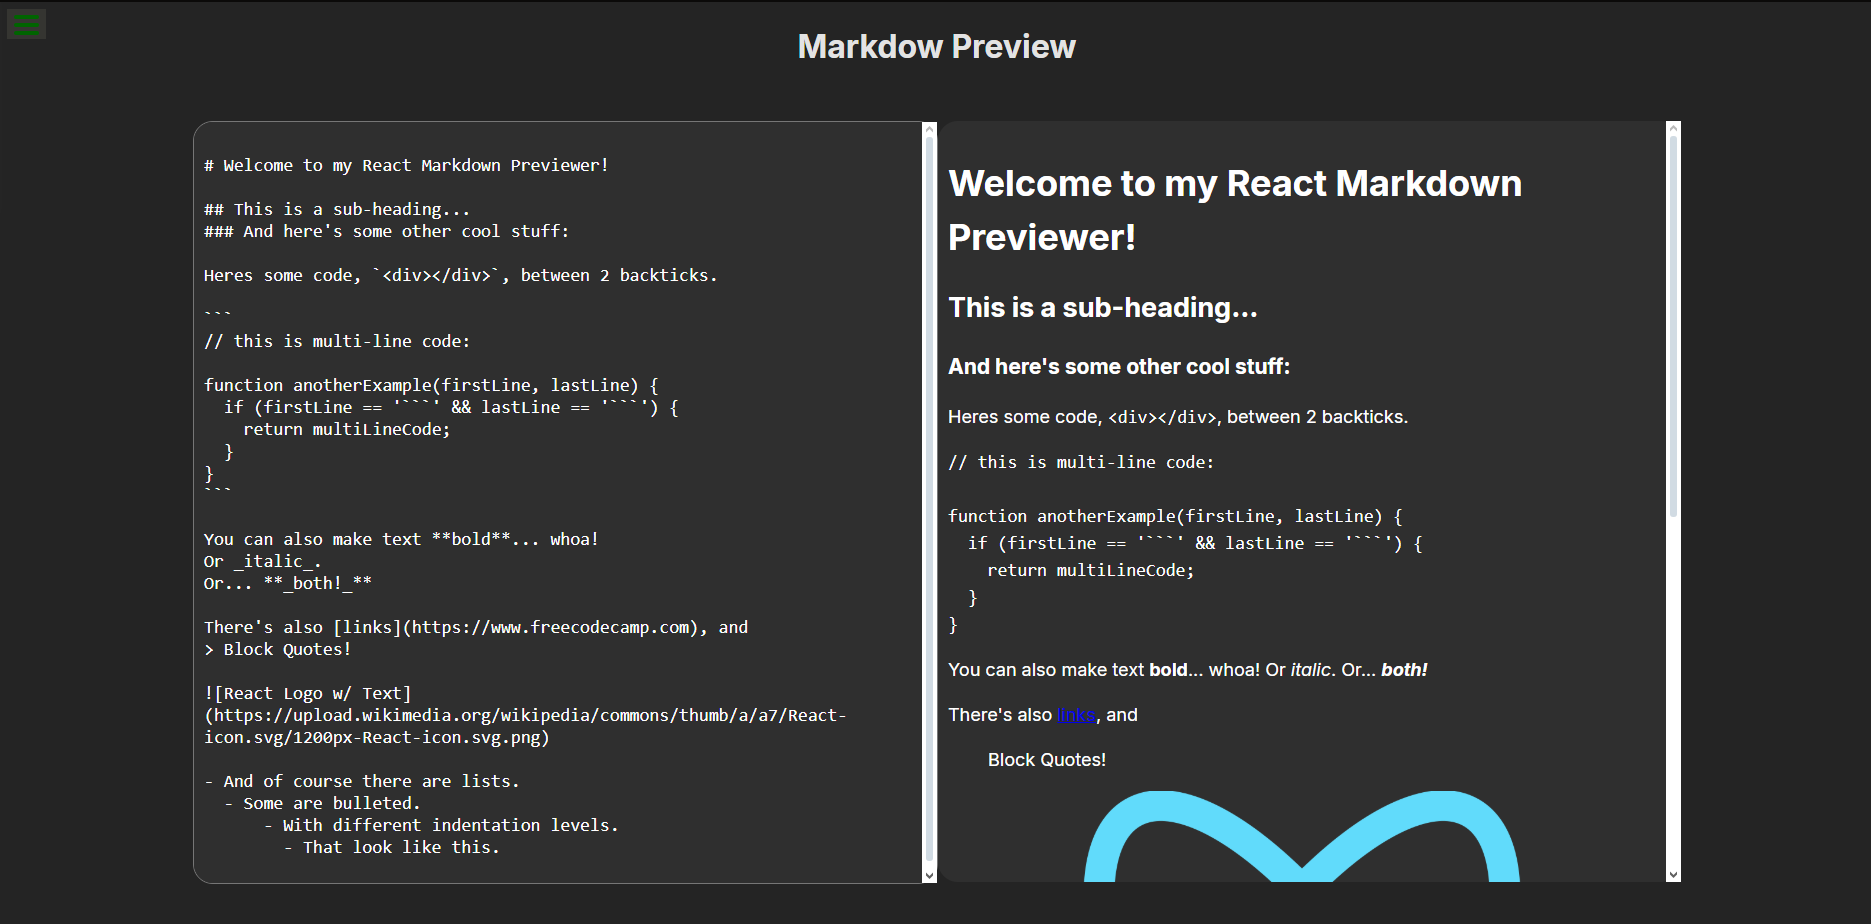 Markdow Preview
# Welcome to my React Markdown Previewer!
## This is a sub-heading...
### And here's some other cool stuff:
Heres some code, `<div></div>`, between 2 backticks.
```
// this is multi-line code:
function anotherExample(firstLine, lastLine) {
  if (firstLine == '```' && lastLine == '```') {
    return multiLineCode;
  }
}
```
You can also make text **bold**... whoa!
Or _italic_.
Or... **_both!_**
There's also [links](https://www.freecodecamp.com), and
> Block Quotes!
![React Logo w/ Text]
(https://upload.wikimedia.org/wikipedia/commons/thumb/a/a7/React-
icon.svg/1200px-React-icon.svg.png)
- And of course there are lists.
  - Some are bulleted.
      - With different indentation levels.
        - That look like this.
Welcome to my React Markdown
Previewer!
This is a sub-heading...
And here's some other cool stuff:
Heres some code, <div></div>, between 2 backticks.
// this is multi-line code:
function anotherExample(firstLine, lastLine) {
  if (firstLine == '```' && lastLine == '```') {
    return multiLineCode;
  }
}
You can also make text bold... whoa! Or italic. Or... both!
There's also links, and
Block Quotes!